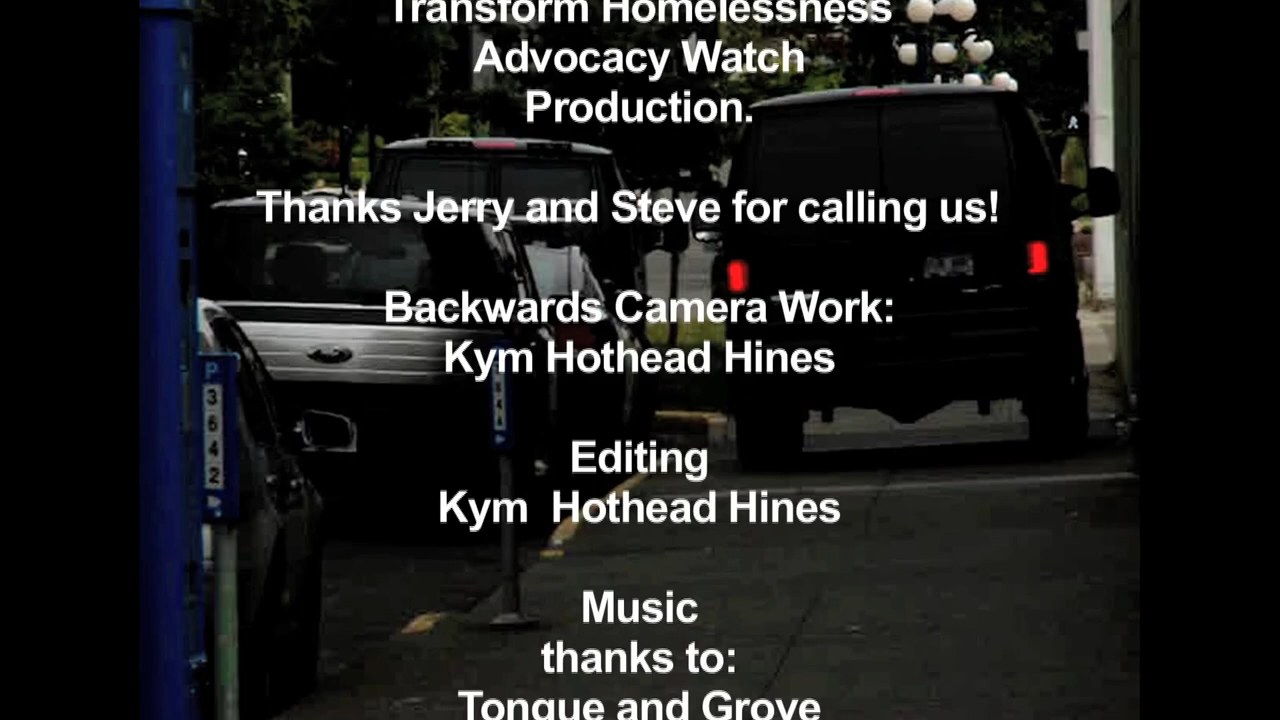 Transform Homelessness
Advocacy Watch
Production.
Thanks Jerry and Steve for calling us!
Backwards Camera Work:
Kym Hothead Hines
Editing
Kym  Hothead Hines
Music
thanks to:
Tongue and Grove
P
3642